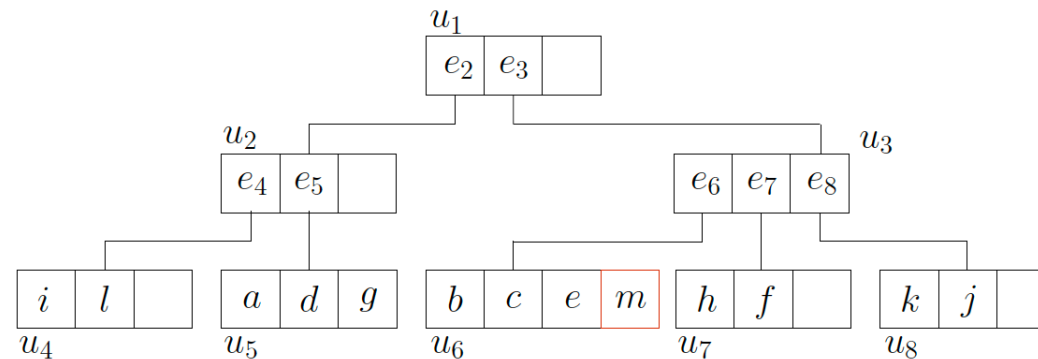 u₁
e₂ e₃
u₂ u₃
e₄ e₅ e₆ e₇ e₈
i l a d g b c e m h f k j
u₄ u₅ u₆ u₇ u₈